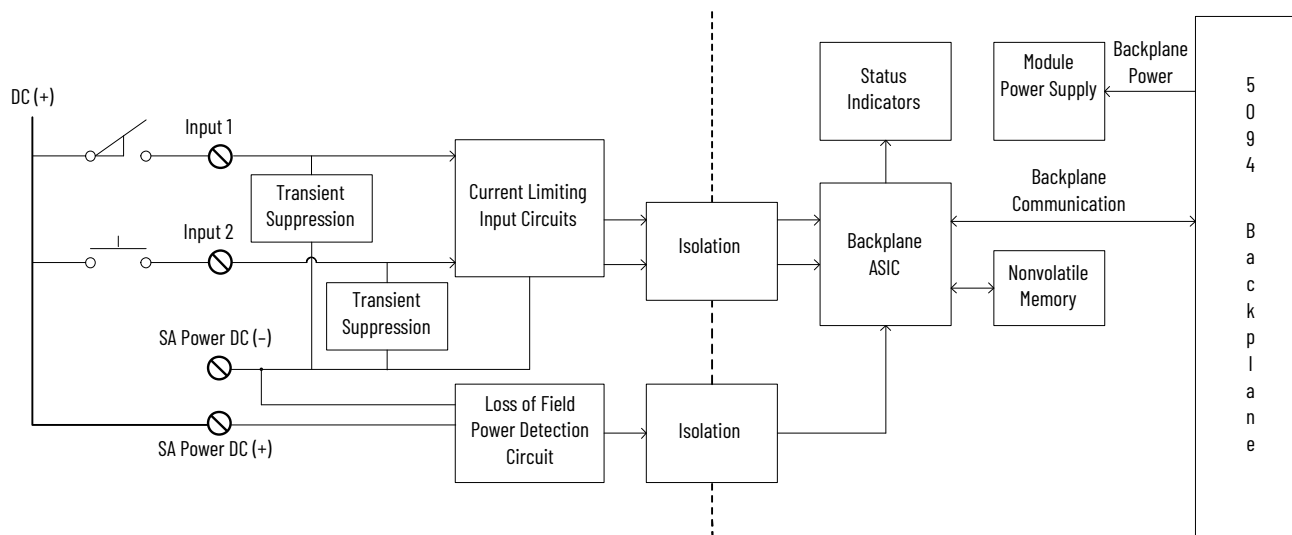 DC (+)
Input 1
Transient
Suppression
Input 2
Transient
Suppression
SA Power DC (–)
SA Power DC (+)
Current Limiting
Input Circuits
Loss of Field
Power Detection
Circuit
Isolation
Isolation
Status
Indicators
Module
Power Supply
Backplane
Power
Backplane
ASIC
Backplane
Communication
Nonvolatile
Memory
5
0
9
4
B
a
c
k
p
l
a
n
e